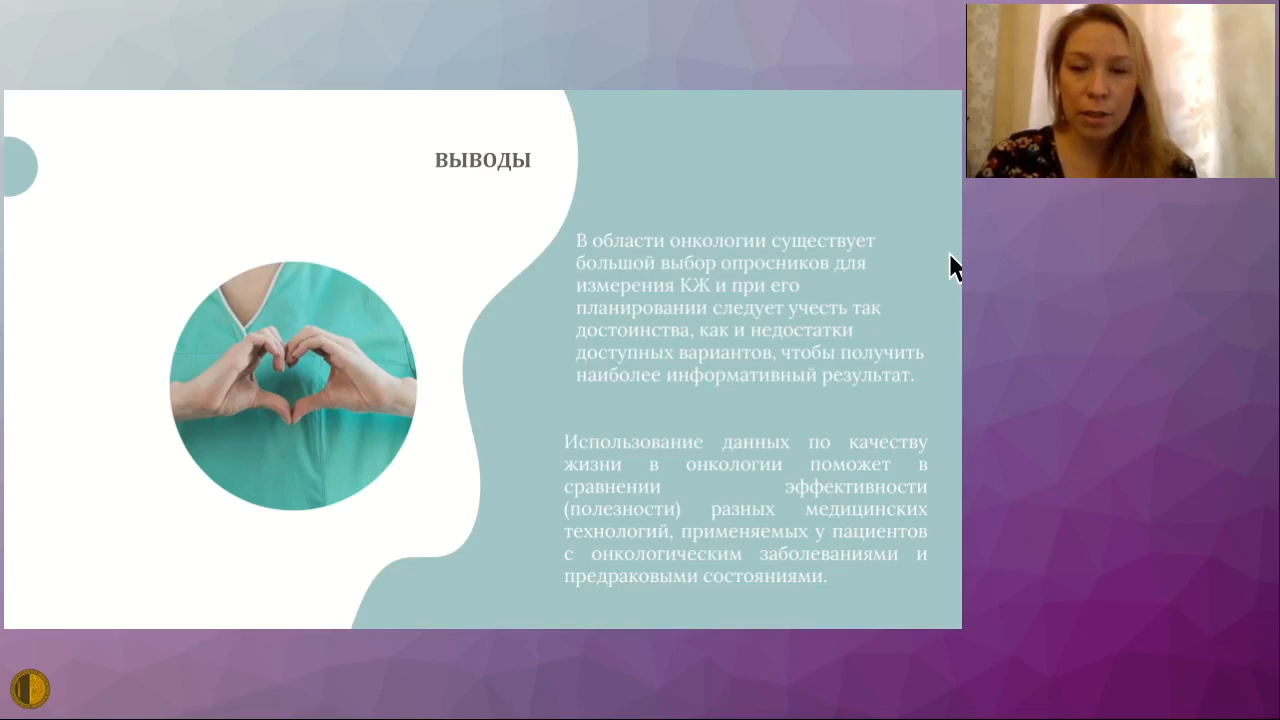 ВЫВОДЫ
В области онкологии существует
большой выбор опросников для
измерения КЖ и при его
планировании следует учесть так
достоинства, как и недостатки
доступных вариантов, чтобы получить
наиболее информативный результат.
Использование данных по качеству
жизни в онкологии поможет в
сравнении эффективности
(полезности) разных медицинских
технологий, применяемых у пациентов
с онкологическим заболеваниями и
предраковыми состояниями.